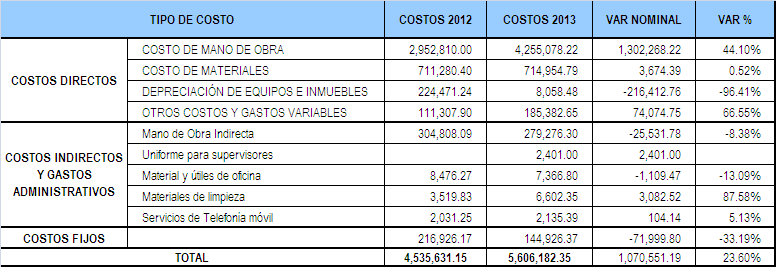 TIPO DE COSTO COSTOS 2012 COSTOS 2013 VAR NOMINAL VAR %
COSTOS DIRECTOS
COSTO DE MANO DE OBRA 2,952,810.00 4,255,078.22 1,302,268.22 44.10%
COSTO DE MATERIALES 711,280.40 714,954.79 3,674.39 0.52%
DEPRECIACIÓN DE EQUIPOS E INMUEBLES 224,471.24 8,058.48 -216,412.76 -96.41%
OTROS COSTOS Y GASTOS VARIABLES 111,307.90 185,382.65 74,074.75 66.55%
COSTOS INDIRECTOS
Y GASTOS
ADMINISTRATIVOS
Mano de Obra Indirecta 304,808.09 279,276.30 -25,531.78 -8.38%
Uniforme para supervisores 2,401.00 2,401.00
Material y útiles de oficina 8,476.27 7,366.80 -1,109.47 -13.09%
Materiales de limpieza 3,519.83 6,602.35 3,082.52 87.58%
Servicios de Telefonía móvil 2,031.25 2,135.39 104.14 5.13%
COSTOS FIJOS 216,926.17 144,926.37 -71,999.80 -33.19%
TOTAL 4,535,631.15 5,606,182.35 1,070,551.19 23.60%